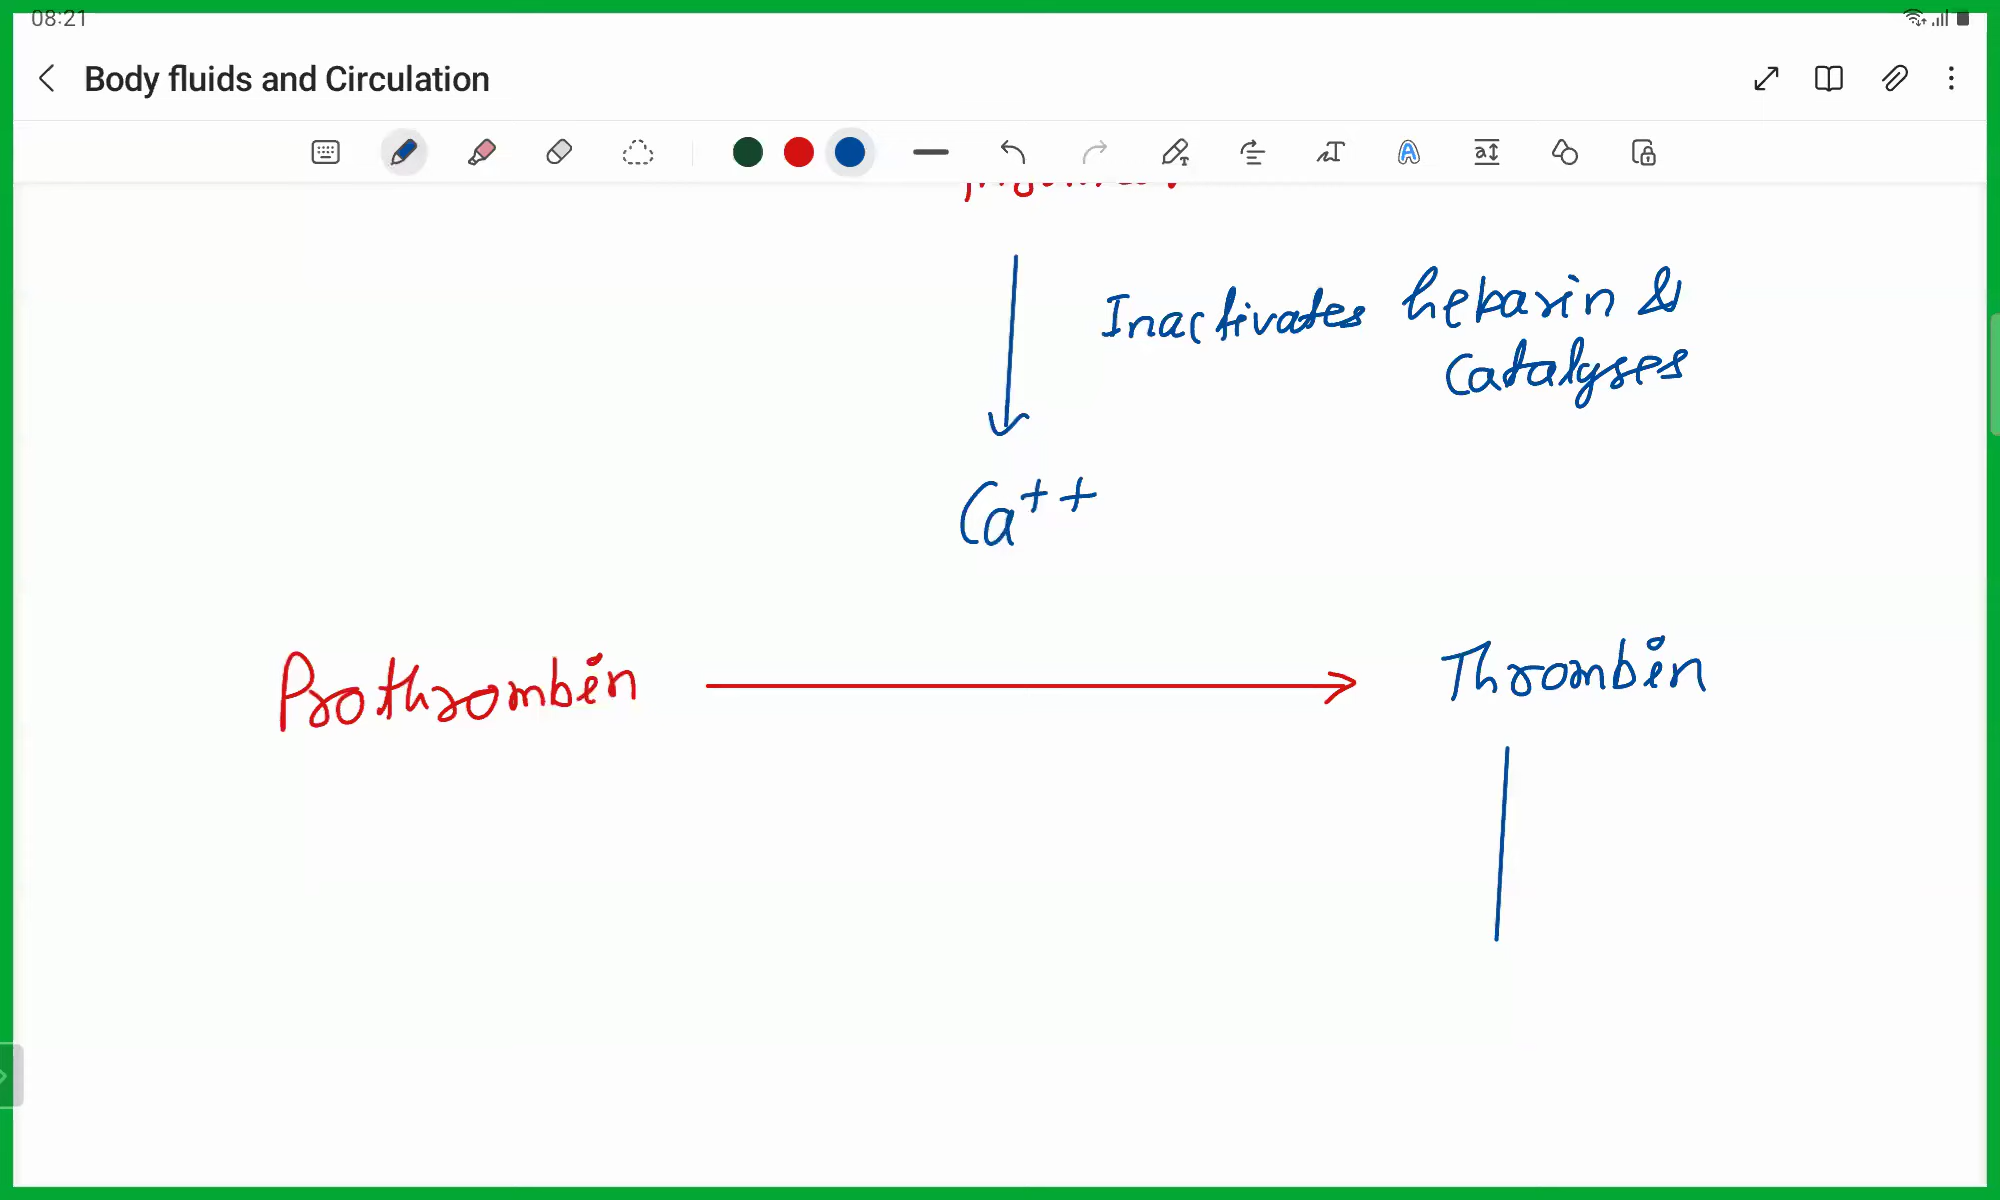 08:21
Body fluids and Circulation
Inactivates heparin &
Catalyses
Ca++
Prothrombin
Thrombin